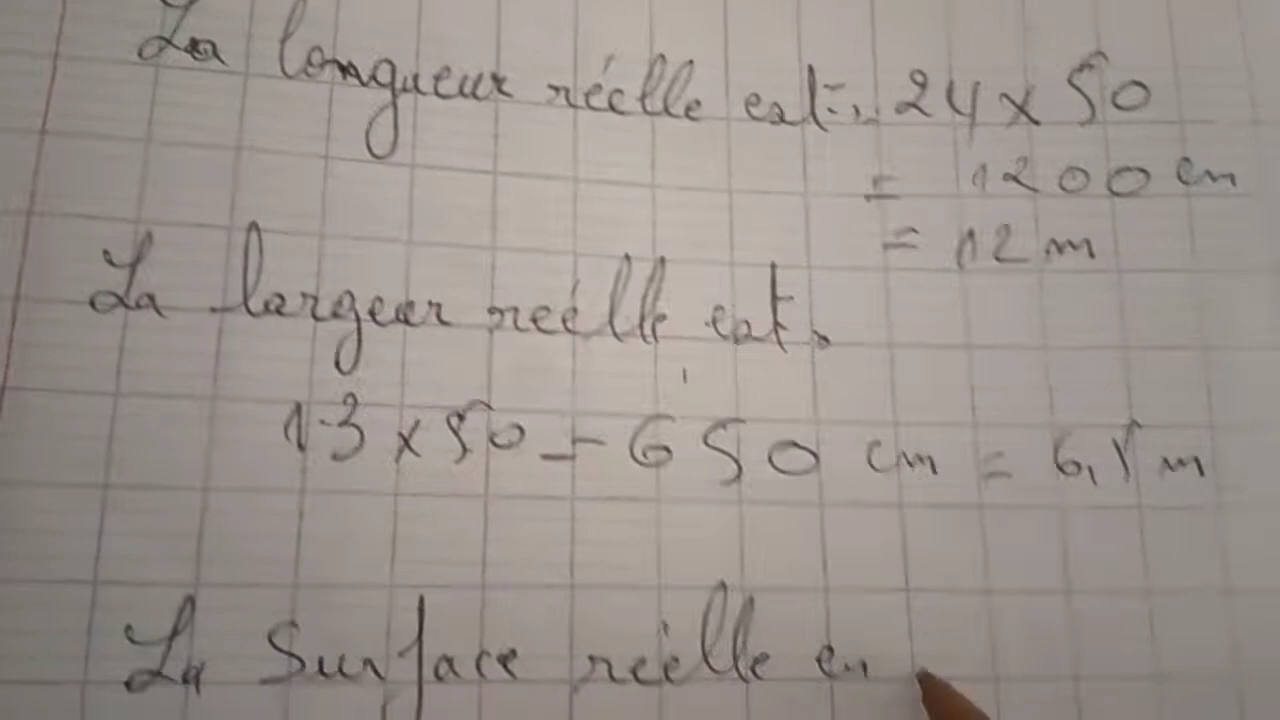 La longueur réelle est: 24 x 50
= 1200 cm
= 12 m
La largeur réelle est:
13 x 50 = 650 cm = 6,5 m
La Surface réelle en